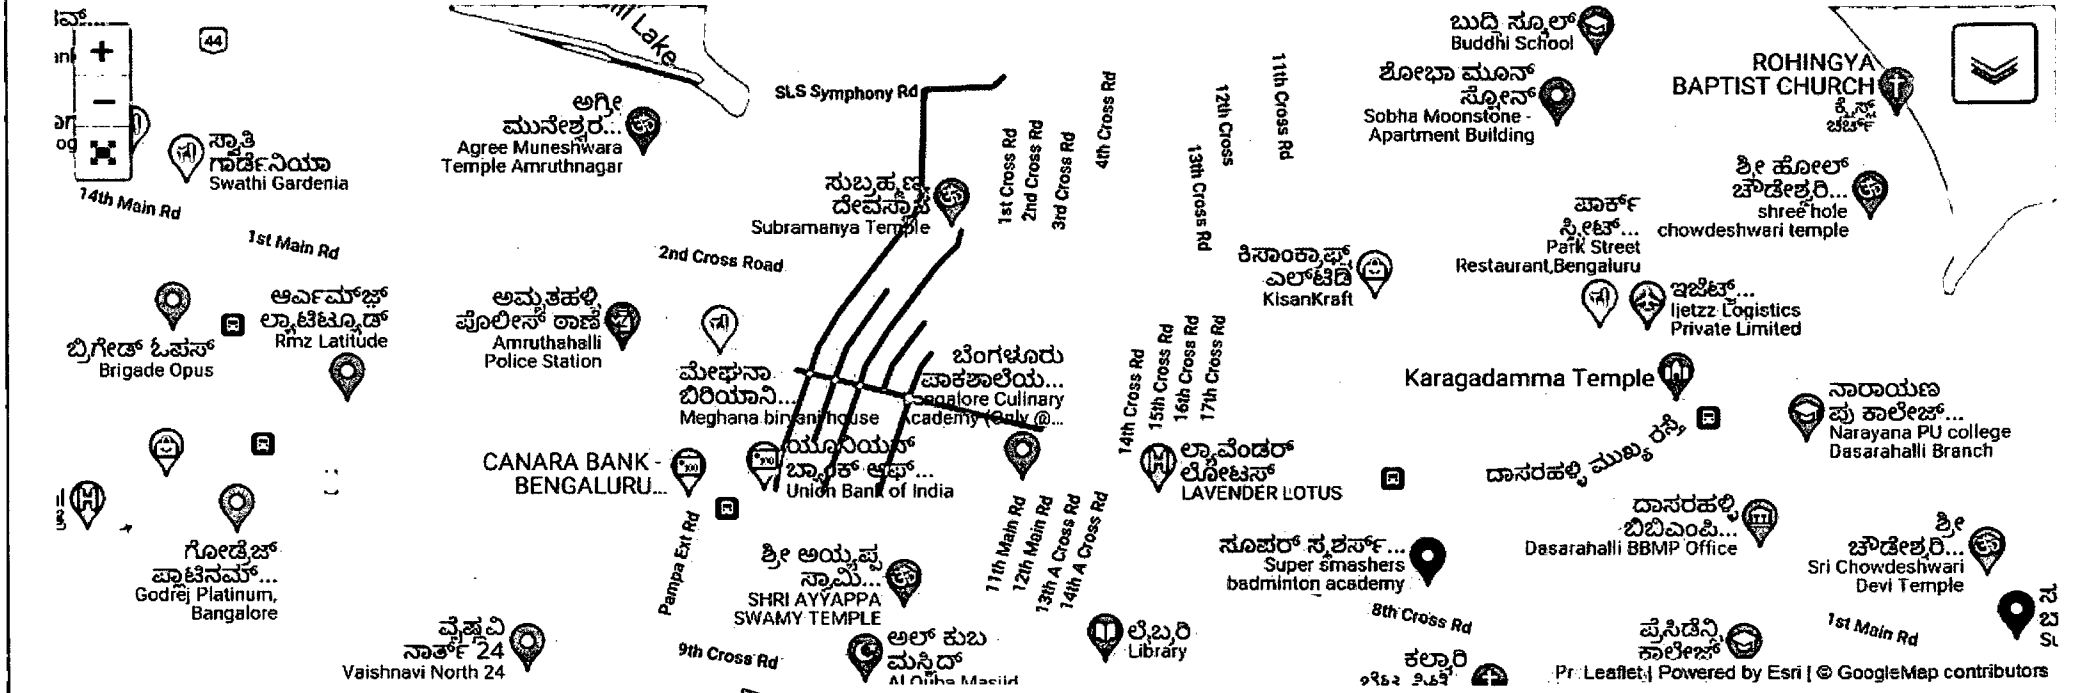 44
ಸ್ವಾತಿ
ಗಾರ್ಡೆನಿಯಾ
Swathi Gardenia
14th Main Rd
1st Main Rd
Lake
SLS Symphony Rd
ಅಗ್ರೀ
ಮುನೇಶ್ವರ...
Agree Muneshwara
Temple Amruthnagar
ಸುಬ್ರಹ್ಮಣ್ಯ
ದೇವಸ್ಥಾನ
Subramanya Temple
2nd Cross Road
1st Cross Rd
2nd Cross Rd
3rd Cross Rd
4th Cross Rd
13th Cross Rd
12th Cross
11th Cross Rd
ಬುದ್ಧಿ ಸ್ಕೂಲ್
Buddhi School
ಶೋಭಾ ಮೂನ್
ಸ್ಟೋನ್
Sobha Moonstone -
Apartment Building
ROHINGYA
BAPTIST CHURCH
ಕ್ರೈಸ್ಟ್
ಚರ್ಚ್
ಶ್ರೀ ಹೋಲ್
ಚೌಡೇಶ್ವರಿ...
shree hole
chowdeshwari temple
ಪಾರ್ಕ್
ಸ್ಟ್ರೀಟ್...
Park Street
Restaurant,Bengaluru
ಕಿಸಾಂಕ್ರಾಫ್ಟ್
ಎಲ್‌ಟಿಡಿ
KisanKraft
ಇಜೆಟ್ಜ್...
Ijetzz Logistics
Private Limited
ಬ್ರಿಗೇಡ್ ಓಪಸ್
Brigade Opus
ಆರ್ಎಮ್‌ಜ್ಹ್
ಲ್ಯಾಟಿಟ್ಯೂಡ್
Rmz Latitude
ಅಮೃತಹಳ್ಳಿ
ಪೊಲೀಸ್ ಠಾಣೆ
Amruthahalli
Police Station
ಮೇಘನಾ
ಬಿರಿಯಾನಿ...
Meghana biryani house
ಬೆಂಗಳೂರು
ಪಾಕಶಾಲೆಯ...
Bangalore Culinary
Academy (Only @...
14th Cross Rd
15th Cross Rd
16th Cross Rd
17th Cross Rd
Karagadamma Temple
ನಾರಾಯಣ
ಪು ಕಾಲೇಜ್...
Narayana PU college
Dasarahalli Branch
ದಾಸರಹಳ್ಳಿ ಮುಖ್ಯ ರಸ್ತೆ
CANARA BANK -
BENGALURU...
ಯೂನಿಯನ್
ಬ್ಯಾಂಕ್ ಆಫ್...
Union Bank of India
ಲ್ಯಾವೆಂಡರ್
ಲೋಟಸ್
LAVENDER LOTUS
ಗೋಡ್ರೆಜ್
ಪ್ಲಾಟಿನಮ್...
Godrej Platinum,
Bangalore
Pampa Ext Rd
11th Main Rd
12th Main Rd
13th A Cross Rd
14th A Cross Rd
ಶ್ರೀ ಅಯ್ಯಪ್ಪ
ಸ್ವಾಮಿ...
SHRI AYYAPPA
SWAMY TEMPLE
ಸೂಪರ್ ಸ್ಮಶರ್ಸ್...
Super smashers
badminton academy
ದಾಸರಹಳ್ಳಿ
ಬಿಬಿಎಂಪಿ...
Dasarahalli BBMP Office
ಶ್ರೀ
ಚೌಡೇಶ್ವರಿ...
Sri Chowdeshwari
Devi Temple
ವೈಷ್ಣವಿ
ನಾರ್ತ್ 24
Vaishnavi North 24
9th Cross Rd
ಅಲ್ ಕುಬ
ಮಸ್ಜಿದ್
Al Quba Masjid
ಲೈಬ್ರರಿ
Library
8th Cross Rd
ಕಲ್ವಾರಿ
ಪ್ರೆಸಿಡೆನ್ಸಿ
ಕಾಲೇಜ್
1st Main Rd
Leaflet | Powered by Esri | © GoogleMap contributors